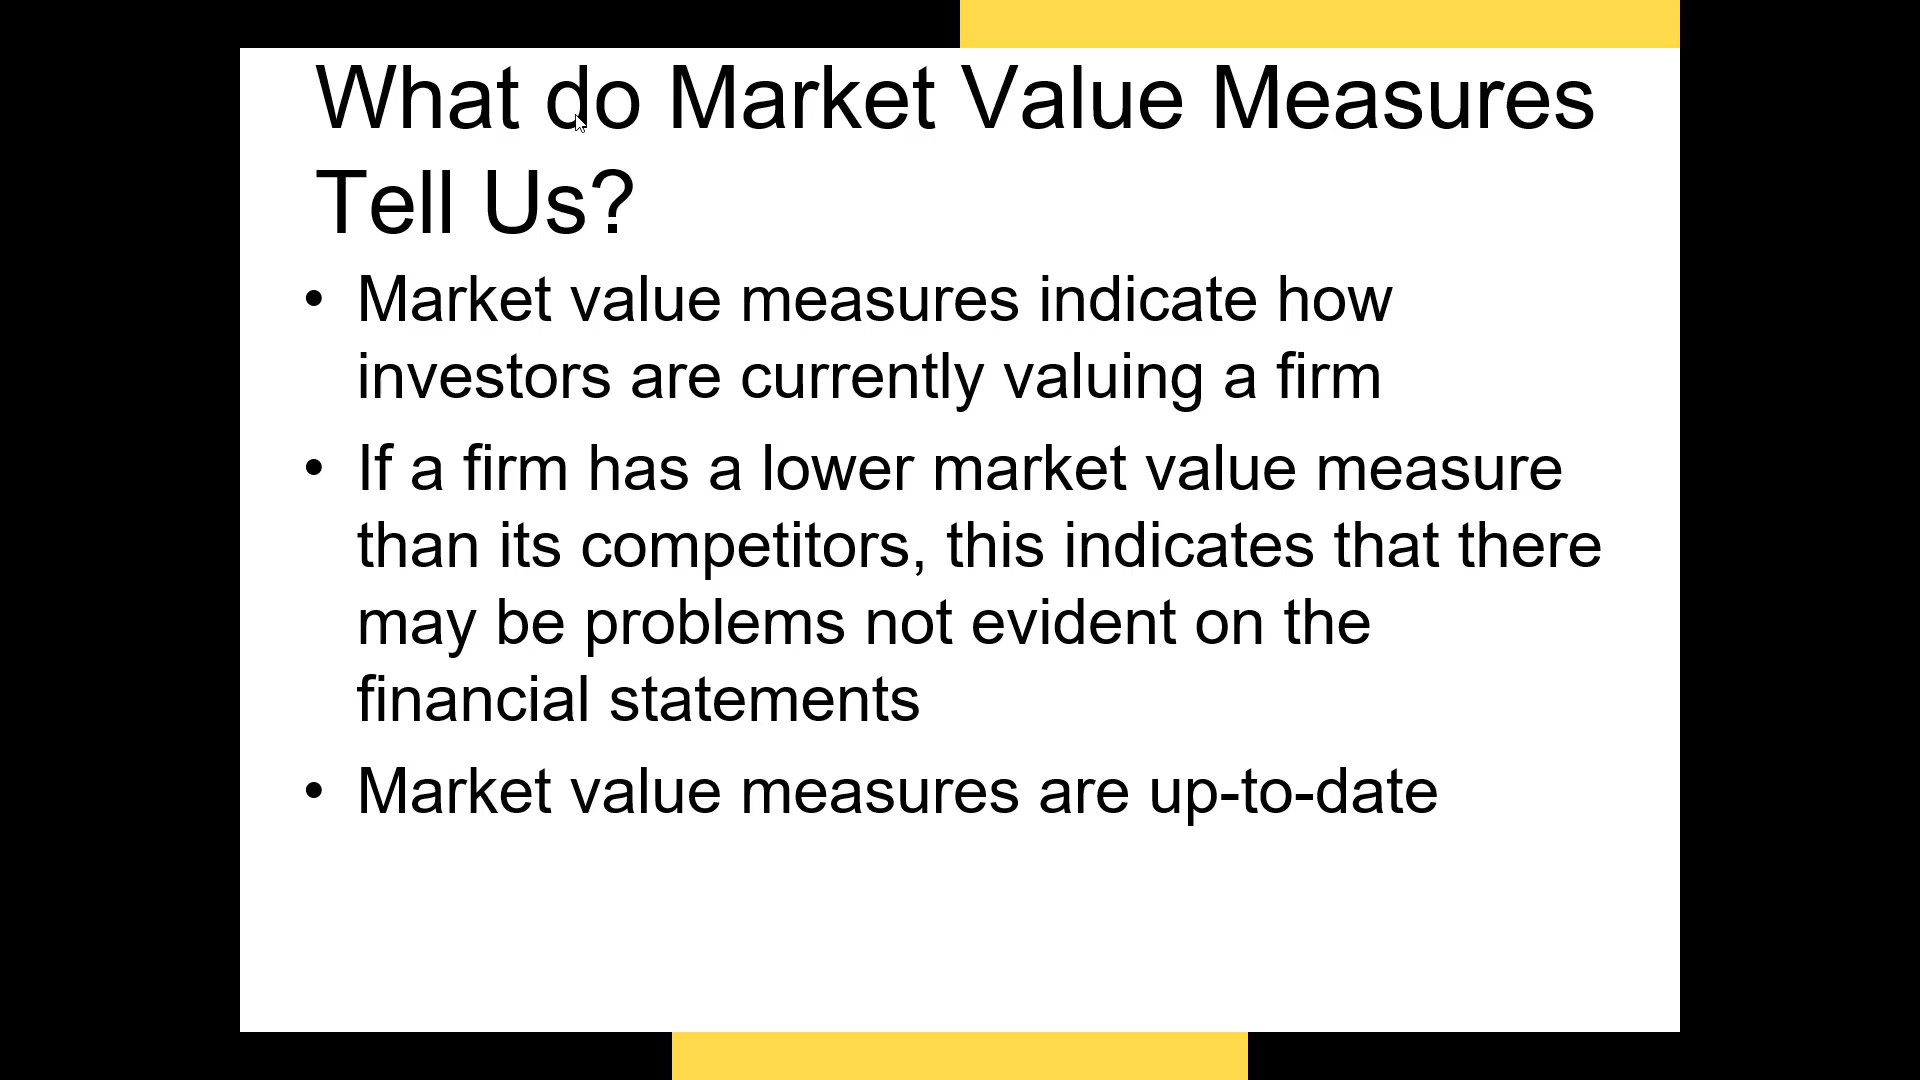 What do Market Value Measures
Tell Us?
• Market value measures indicate how
investors are currently valuing a firm
• If a firm has a lower market value measure
than its competitors, this indicates that there
may be problems not evident on the
financial statements
• Market value measures are up-to-date